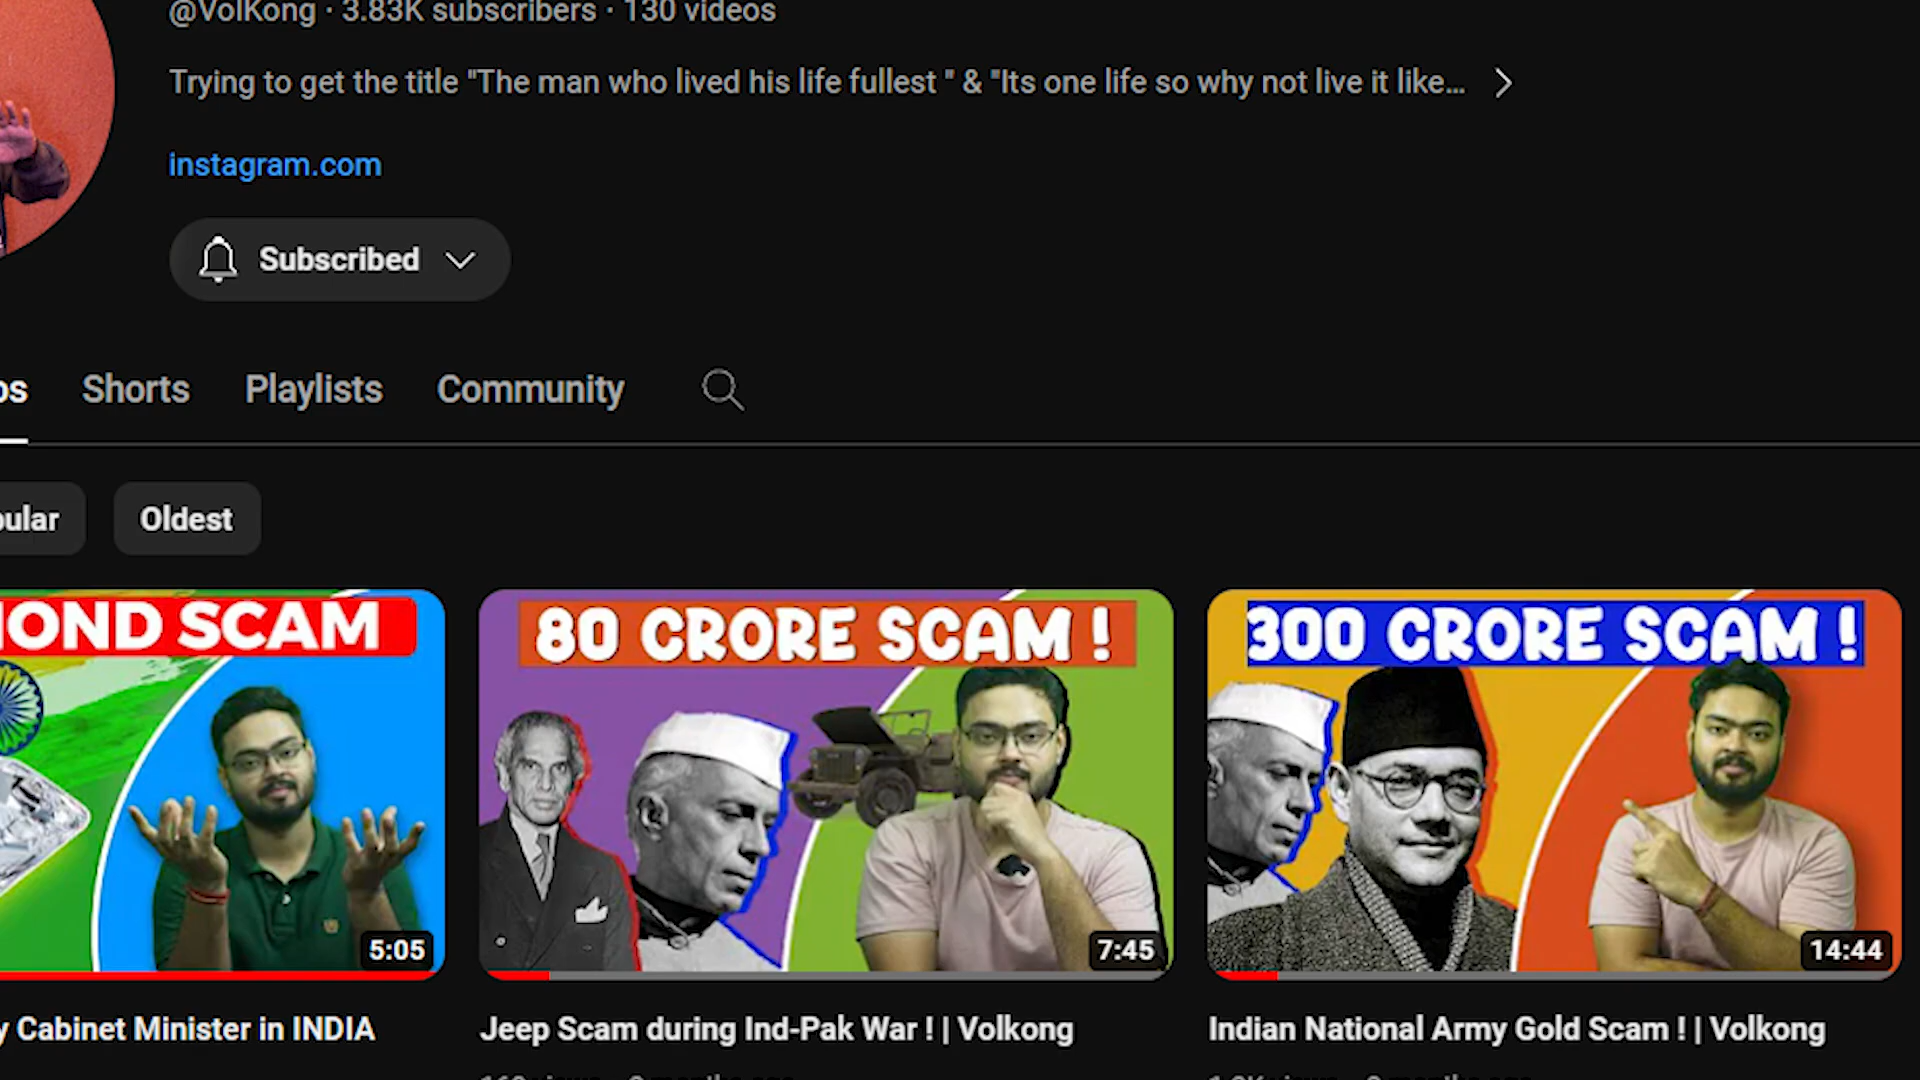 @VolKong · 3.83K subscribers · 130 videos
Trying to get the title "The man who lived his life fullest " & "Its one life so why not live it like...
instagram.com
Subscribed
os Shorts Playlists Community
pular Oldest
IOND SCAM
80 CRORE SCAM !
300 CRORE SCAM !
5:05
7:45
14:44
y Cabinet Minister in INDIA
Jeep Scam during Ind-Pak War ! | Volkong
Indian National Army Gold Scam ! | Volkong